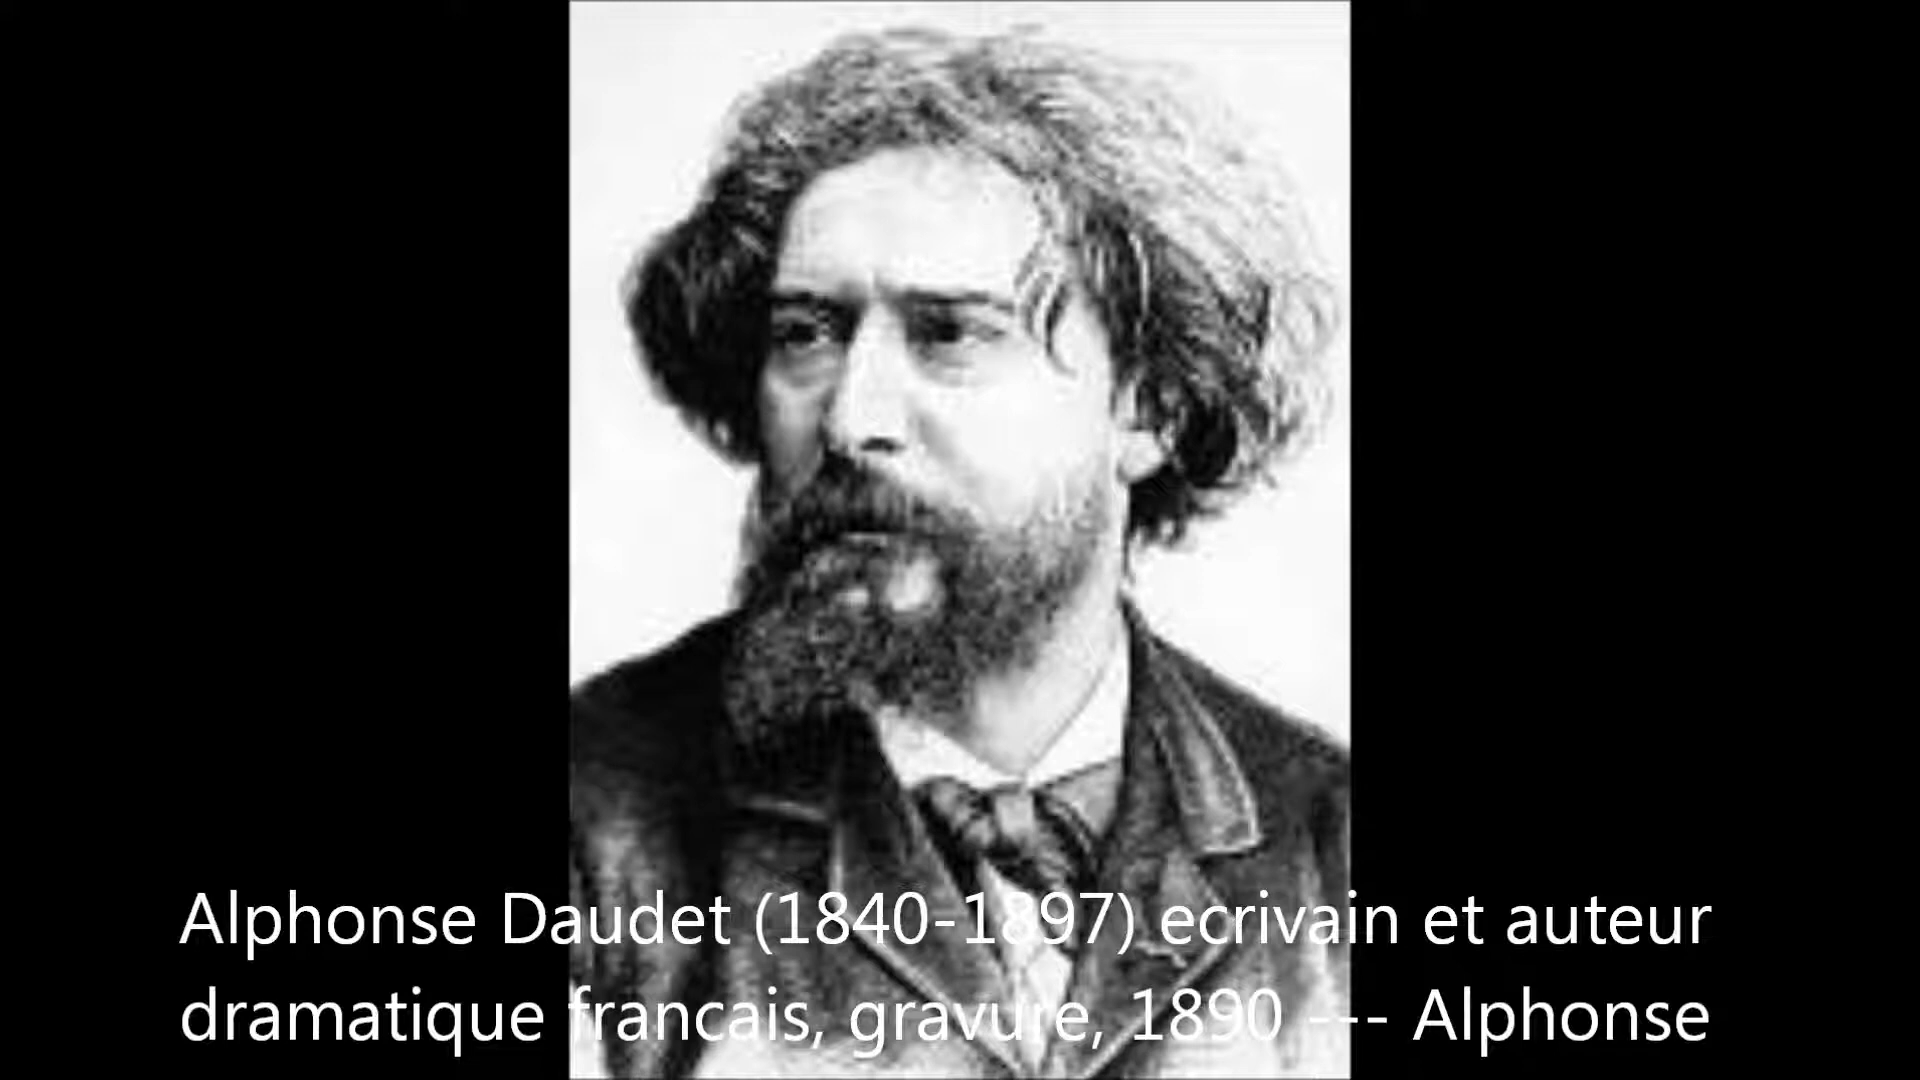 Alphonse Daudet (1840-1897) ecrivain et auteur
dramatique francais, gravure, 1890 --- Alphonse